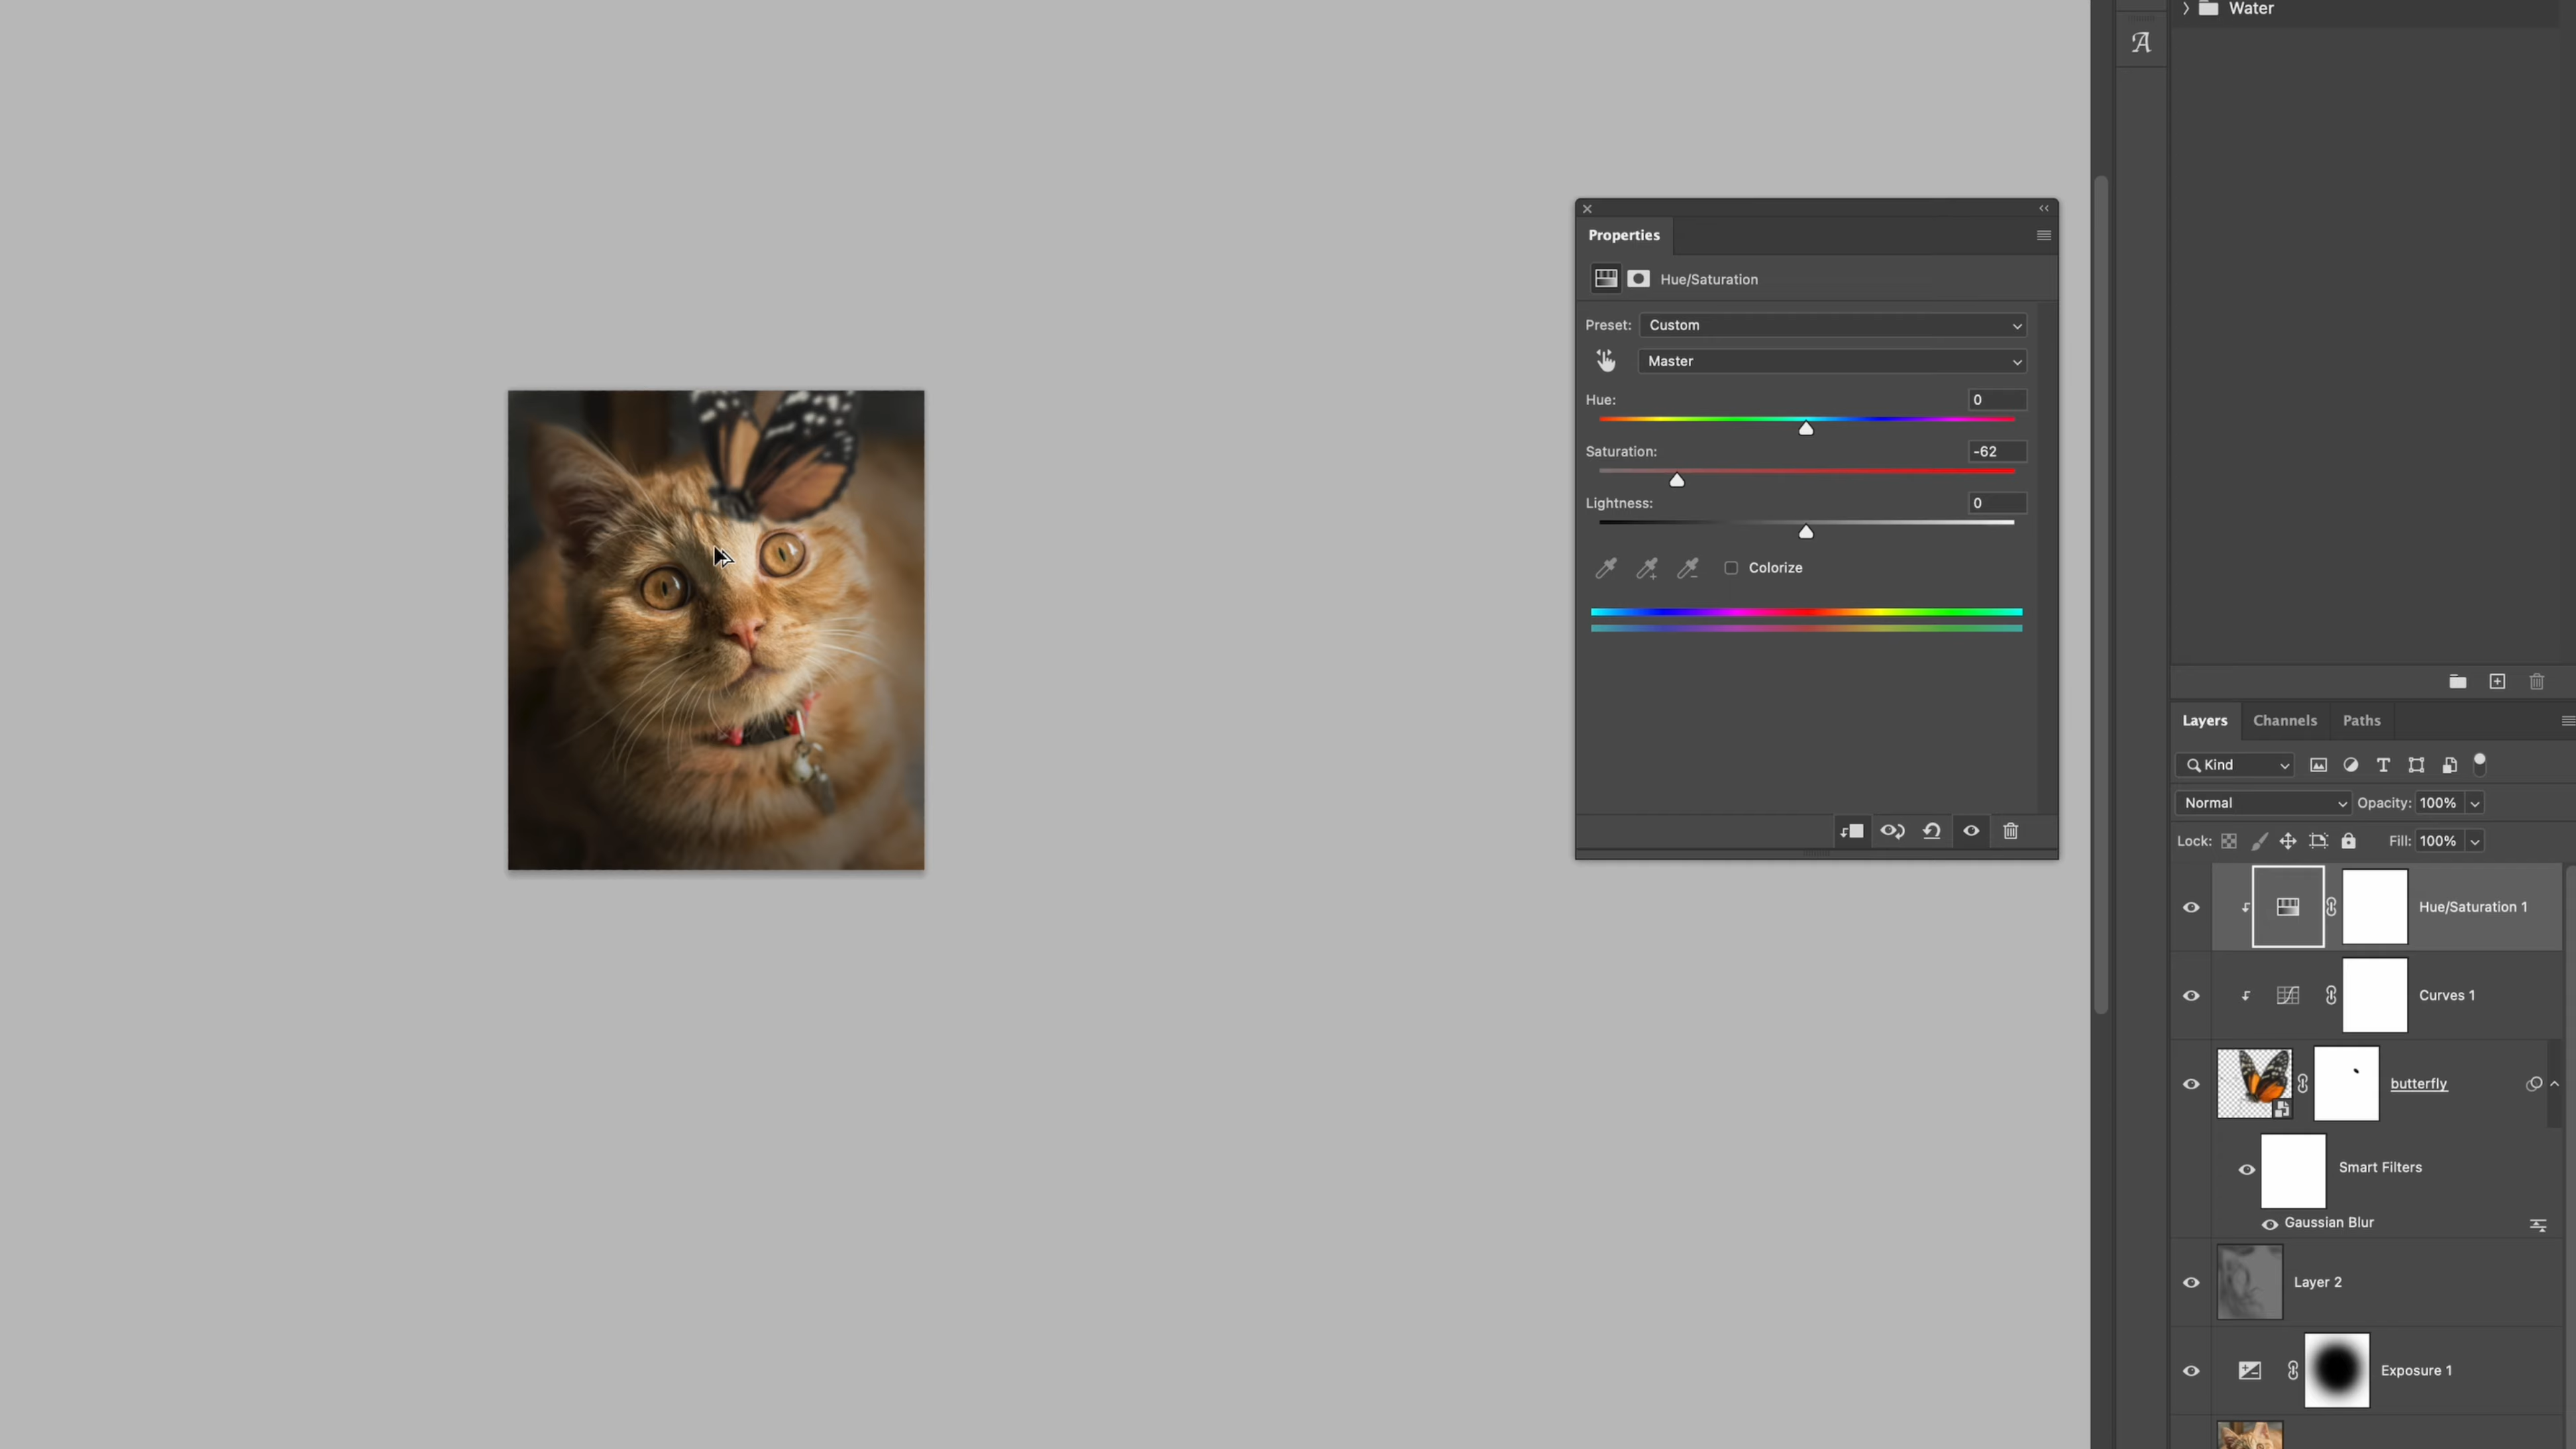 Water
Properties
Hue/Saturation
Preset: Custom
Master
Hue: 0
Saturation: -62
Lightness: 0
Colorize
Layers Channels Paths
Kind
Normal Opacity: 100%
Lock: Fill: 100%
Hue/Saturation 1
Curves 1
butterfly
Smart Filters
Gaussian Blur
Layer 2
Exposure 1